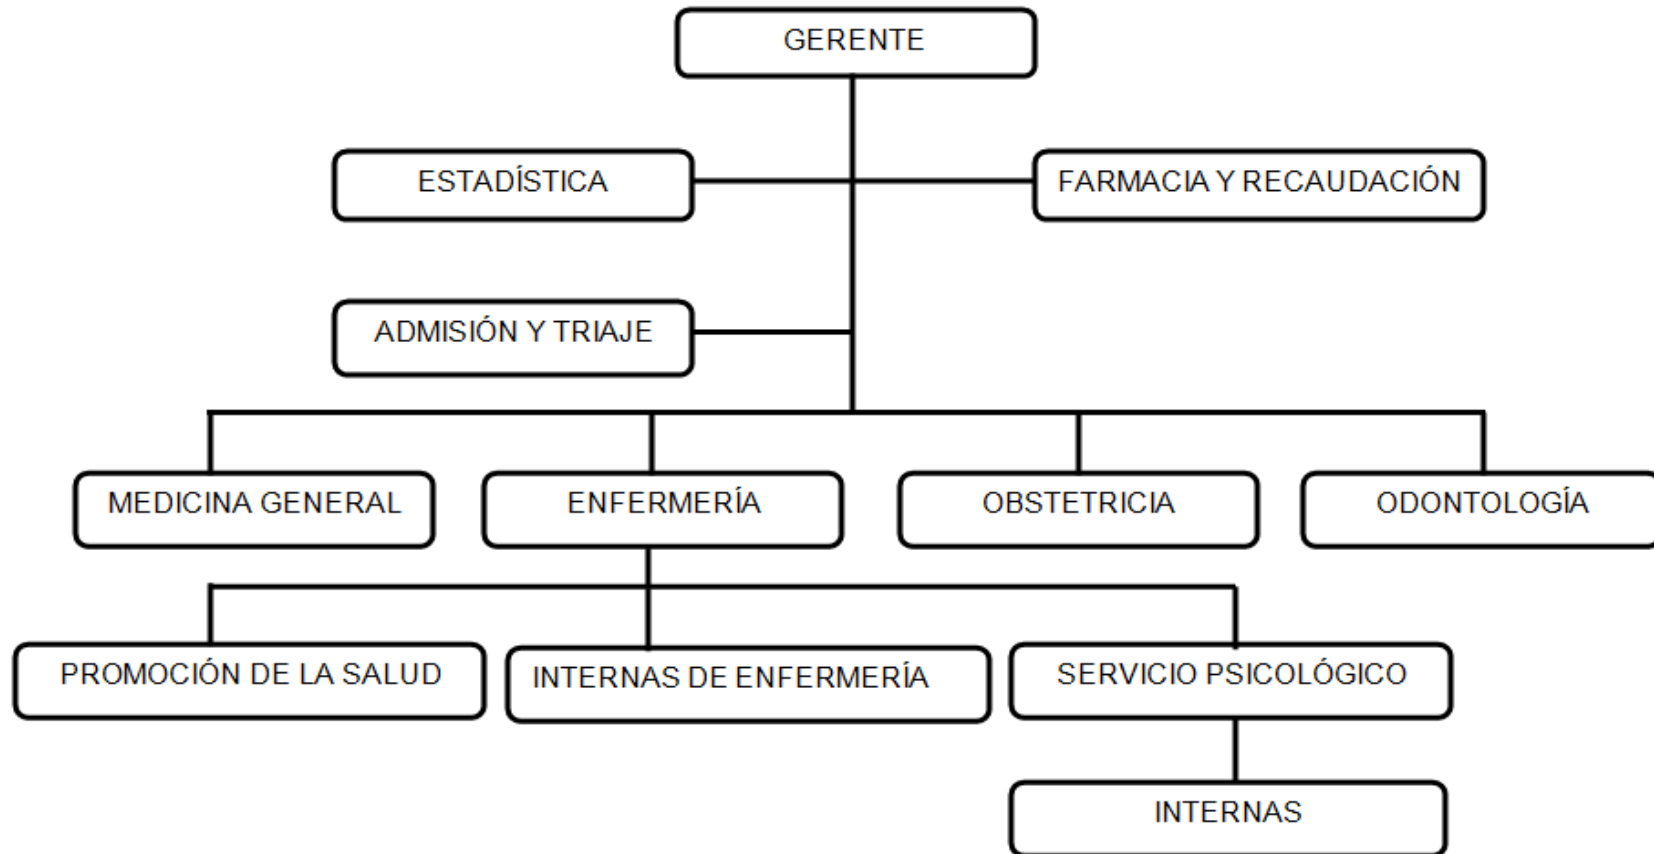 GERENTE
ESTADÍSTICA
FARMACIA Y RECAUDACIÓN
ADMISIÓN Y TRIAJE
MEDICINA GENERAL
ENFERMERÍA
OBSTETRICIA
ODONTOLOGÍA
PROMOCIÓN DE LA SALUD
INTERNAS DE ENFERMERÍA
SERVICIO PSICOLÓGICO
INTERNAS